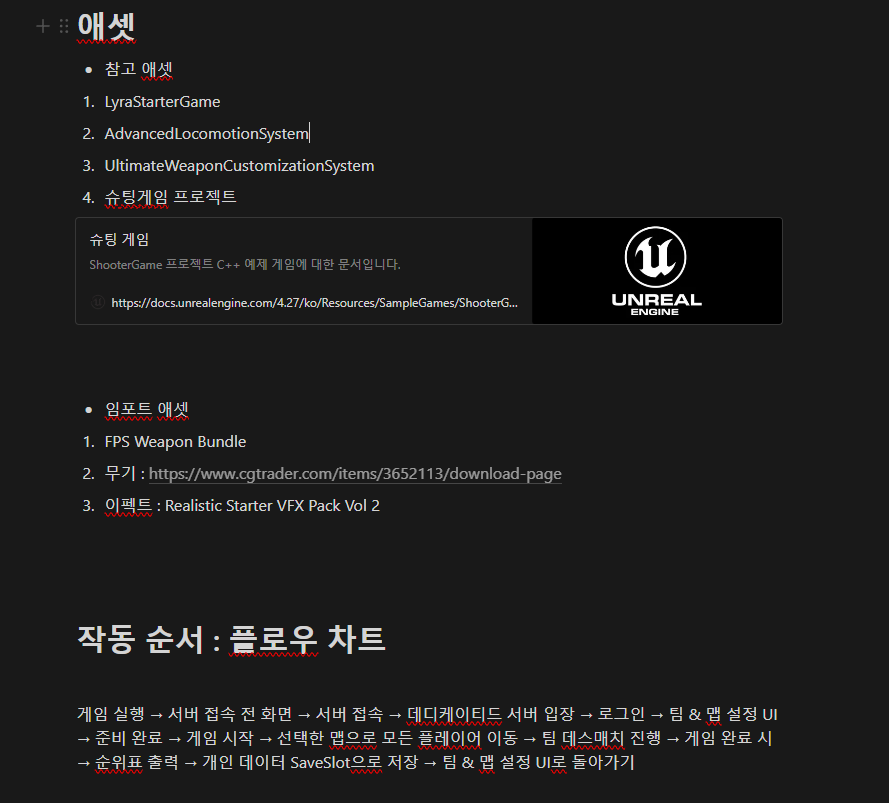 애셋
• 참고 애셋
1. LyraStarterGame
2. AdvancedLocomotionSystem
3. UltimateWeaponCustomizationSystem
4. 슈팅게임 프로젝트
슈팅 게임
ShooterGame 프로젝트 C++ 예제 게임에 대한 문서입니다.
https://docs.unrealengine.com/4.27/ko/Resources/SampleGames/ShooterG...
UNREAL
ENGINE
• 임포트 애셋
1. FPS Weapon Bundle
2. 무기 : https://www.cgtrader.com/items/3652113/download-page
3. 이펙트 : Realistic Starter VFX Pack Vol 2
작동 순서 : 플로우 차트
게임 실행 → 서버 접속 전 화면 → 서버 접속 → 데디케이티드 서버 입장 → 로그인 → 팀 & 맵 설정 UI
→ 준비 완료 → 게임 시작 → 선택한 맵으로 모든 플레이어 이동 → 팀 데스매치 진행 → 게임 완료 시
→ 순위표 출력 → 개인 데이터 SaveSlot으로 저장 → 팀 & 맵 설정 UI로 돌아가기